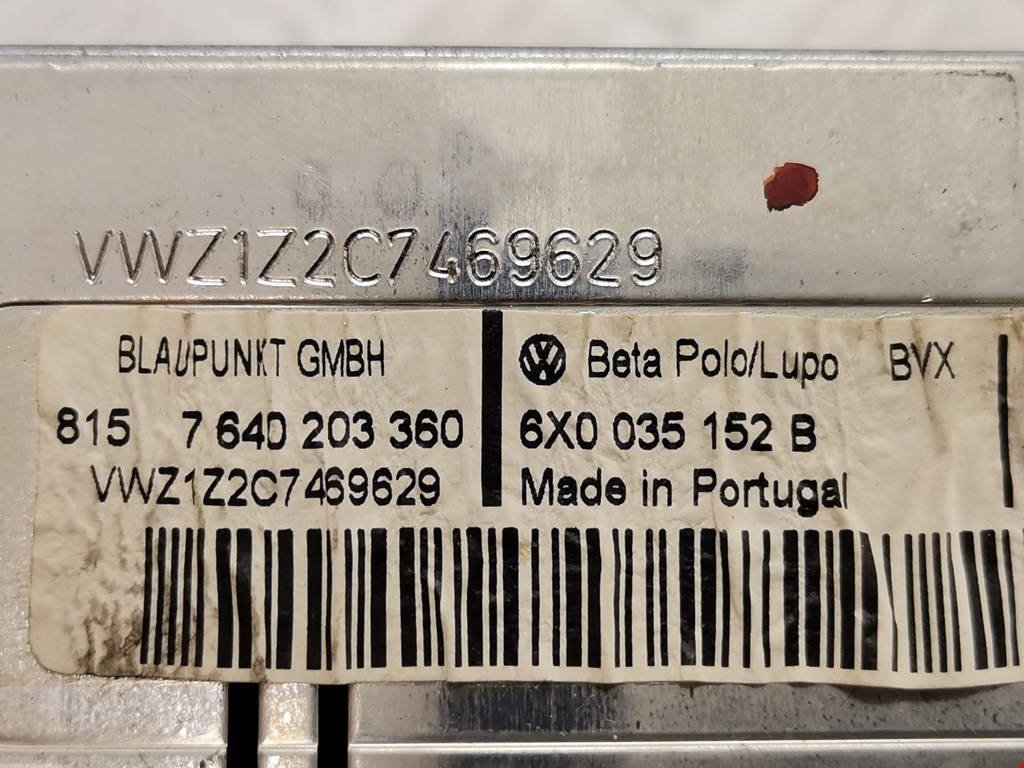 VWZ1Z2C7469629
BLAUPUNKT GMBH
815 7 640 203 360
VWZ1Z2C7469629
VW Beta Polo/Lupo BVX
6X0 035 152 B
Made in Portugal